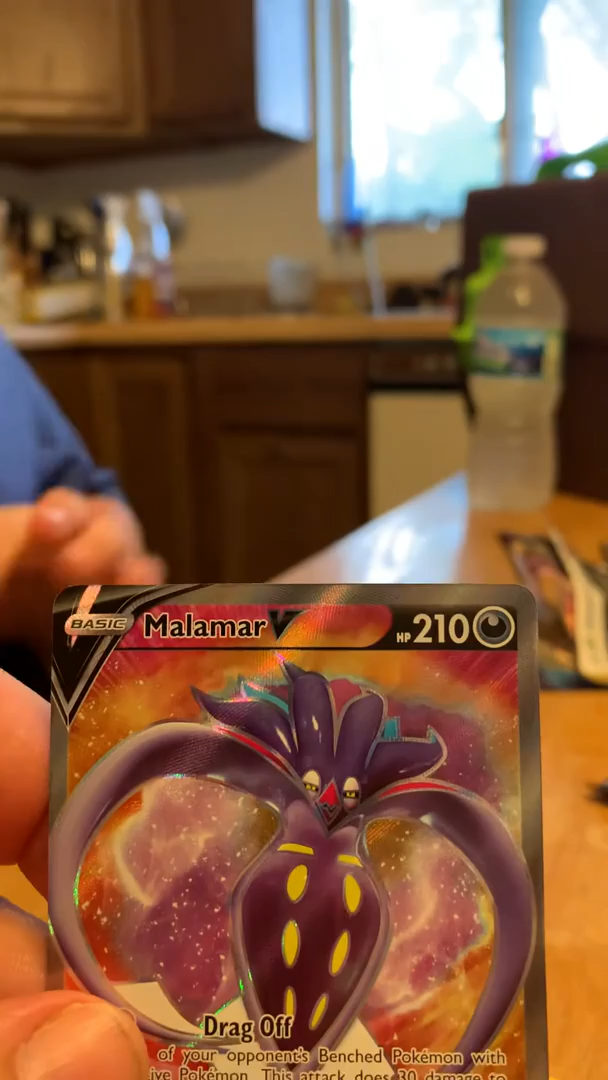 BASIC Malamar V HP 210
Drag Off
of your opponent's Benched Pokémon with
ive Pokémon. This attack does 30 damage to